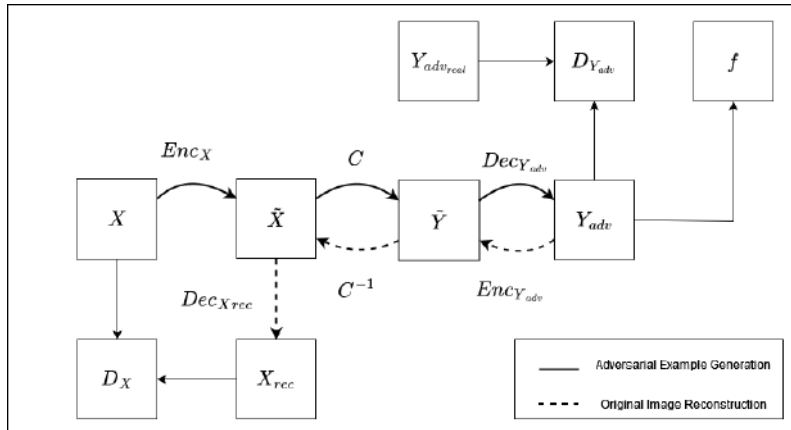 Y_{adv_{real}}
D_{Y_{adv}}
f
Enc_X
C
Dec_{Y_{adv}}
X
X̃
Ỹ
Y_{adv}
Dec_{Xrec}
C^{-1}
Enc_{Y_{adv}}
D_X
X_{rec}
Adversarial Example Generation
Original Image Reconstruction